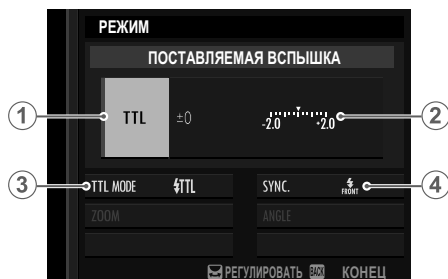 РЕЖИМ
ПОСТАВЛЯЕМАЯ ВСПЫШКА
1 TTL ±0 -2.0 +2.0 2
3 TTL MODE TTL SYNC. FRONT 4
ZOOM ANGLE
РЕГУЛИРОВАТЬ BACK КОНЕЦ